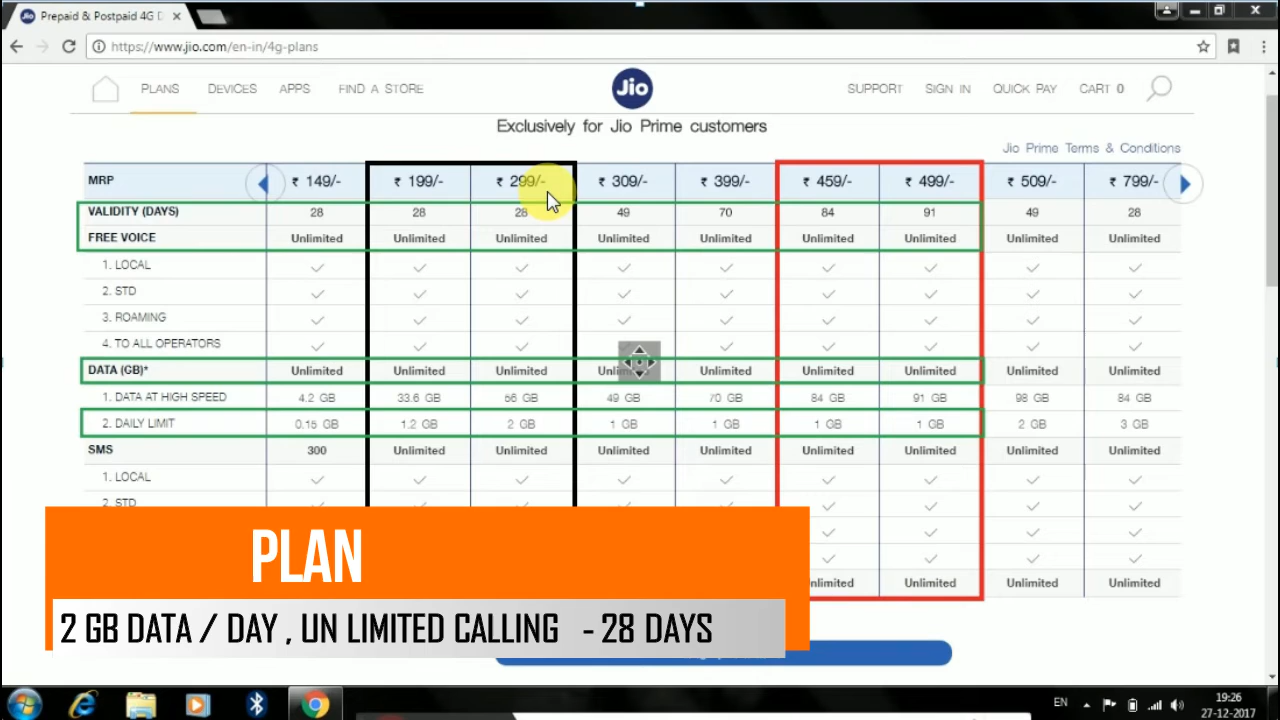 Prepaid & Postpaid 4G D
https://www.jio.com/en-in/4g-plans
PLANS DEVICES APPS FIND A STORE Jio SUPPORT SIGN IN QUICK PAY CART 0
Exclusively for Jio Prime customers
Jio Prime Terms & Conditions
MRP ₹ 149/- ₹ 199/- ₹ 299/- ₹ 309/- ₹ 399/- ₹ 459/- ₹ 499/- ₹ 509/- ₹ 799/-
VALIDITY (DAYS) 28 28 28 49 70 84 91 49 28
FREE VOICE Unlimited Unlimited Unlimited Unlimited Unlimited Unlimited Unlimited Unlimited Unlimited
1. LOCAL
2. STD
3. ROAMING
4. TO ALL OPERATORS
DATA (GB)* Unlimited Unlimited Unlimited Unlimited Unlimited Unlimited Unlimited Unlimited
1. DATA AT HIGH SPEED 4.2 GB 33.6 GB 56 GB 49 GB 70 GB 84 GB 91 GB 98 GB 84 GB
2. DAILY LIMIT 0.15 GB 1.2 GB 2 GB 1 GB 1 GB 1 GB 1 GB 2 GB 3 GB
SMS 300 Unlimited Unlimited Unlimited Unlimited Unlimited Unlimited Unlimited Unlimited
1. LOCAL
2. STD
Unlimited Unlimited Unlimited
PLAN
2 GB DATA / DAY , UN LIMITED CALLING - 28 DAYS
EN 19:26
27-12-2017